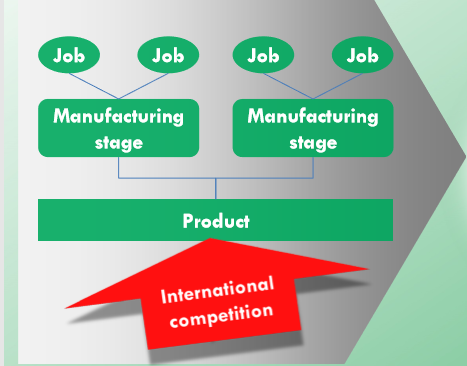 Job
Job
Job
Job
Manufacturing
stage
Manufacturing
stage
Product
International
competition